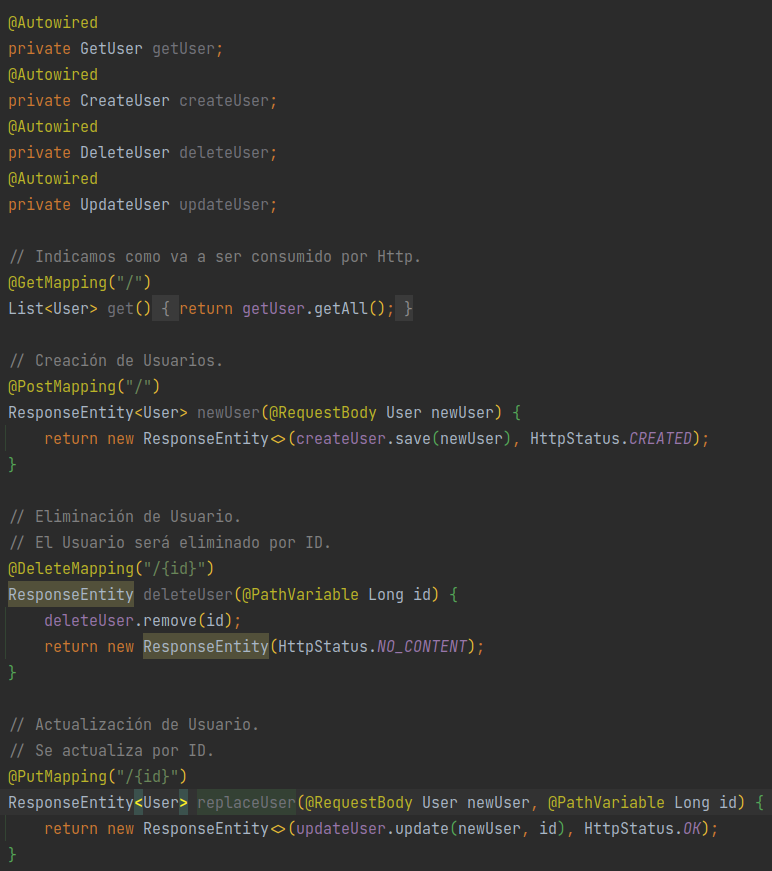 @Autowired
private GetUser getUser;
@Autowired
private CreateUser createUser;
@Autowired
private DeleteUser deleteUser;
@Autowired
private UpdateUser updateUser;
// Indicamos como va a ser consumido por Http.
@GetMapping("/")
List<User> get() { return getUser.getAll(); }
// Creación de Usuarios.
@PostMapping("/")
ResponseEntity<User> newUser(@RequestBody User newUser) {
    return new ResponseEntity<>(createUser.save(newUser), HttpStatus.CREATED);
}
// Eliminación de Usuario.
// El Usuario será eliminado por ID.
@DeleteMapping("/{id}")
ResponseEntity deleteUser(@PathVariable Long id) {
    deleteUser.remove(id);
    return new ResponseEntity(HttpStatus.NO_CONTENT);
}
// Actualización de Usuario.
// Se actualiza por ID.
@PutMapping("/{id}")
ResponseEntity<User> replaceUser(@RequestBody User newUser, @PathVariable Long id) {
    return new ResponseEntity<>(updateUser.update(newUser, id), HttpStatus.OK);
}